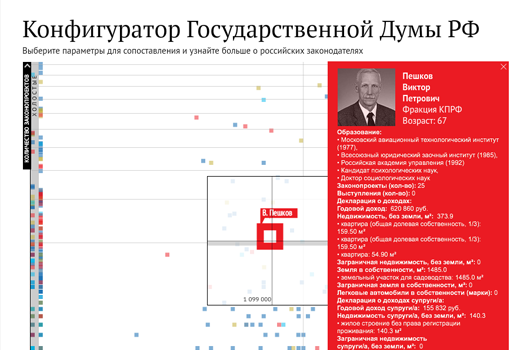 Конфигуратор Государственной Думы РФ
Выберите параметры для сопоставления и узнайте больше о российских законодателях
КОЛИЧЕСТВО ЗАКОНОПРОЕКТОВ
ХОЛОСТЫЕ
В. Пешков
1 099 000
Пешков
Виктор
Петрович
Фракция КПРФ
Возраст: 67
Образование:
• Московский авиационный технологический институт
(1977),
• Всесоюзный юридический заочный институт (1985),
• Российская академия управления (1992)
• Кандидат психологических наук,
• Доктор социологических наук
Законопроекты (кол-во): 25
Выступления (кол-во): 0
Декларация о доходах:
Годовой доход: 620 860 руб.
Недвижимость, без земли, м²: 373.9
• квартира (общая долевая собственность, 1/3):
159.50 м²
• квартира (общая долевая собственность, 1/3):
159.50 м²
• квартира: 54.90 м²
Заграничная недвижимость, без земли, м²: 0
Земля в собственности, м²: 1485.0
• земельный участок для садоводства: 1485.0 м²
Заграничная земля в собственности, м²: 0
Легковые автомобили в собственности (марки): 0
Декларация о доходах супруги/а:
Годовой доход супруги/а: 155 632 руб.
Недвижимость супруги/а, без земли, м²: 140.3
• жилое строение без права регистрации
проживания: 140.3 м²
Заграничная недвижимость
супруги/а, без земли, м²: 0